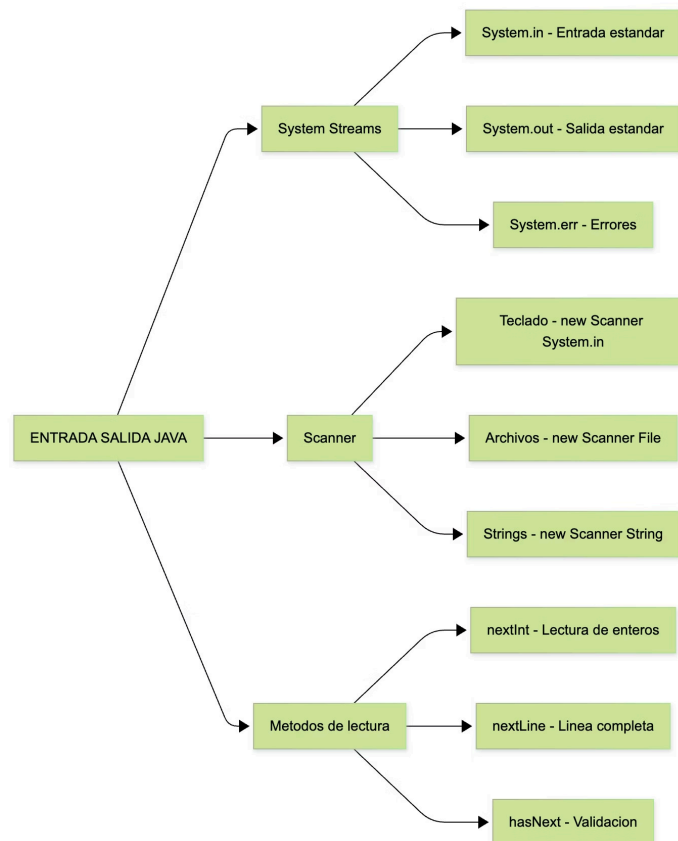 System.in - Entrada estandar
System Streams
System.out - Salida estandar
System.err - Errores
Teclado - new Scanner
System.in
ENTRADA SALIDA JAVA
Scanner
Archivos - new Scanner File
Strings - new Scanner String
nextInt - Lectura de enteros
Metodos de lectura
nextLine - Linea completa
hasNext - Validacion